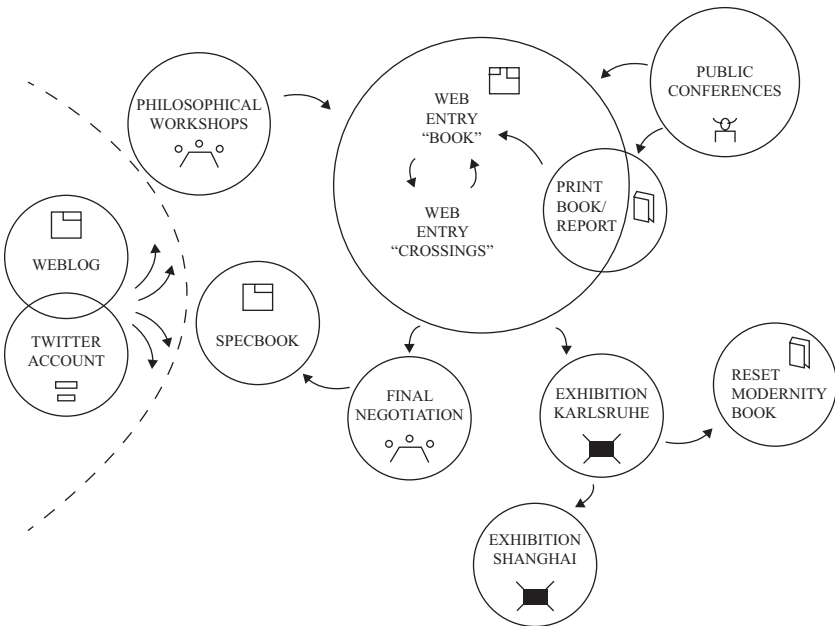 PHILOSOPHICAL
WORKSHOPS
WEB
ENTRY
“BOOK”
PUBLIC
CONFERENCES
PRINT
BOOK/
REPORT
WEB
ENTRY
“CROSSINGS”
WEBLOG
TWITTER
ACCOUNT
SPECBOOK
FINAL
NEGOTIATION
EXHIBITION
KARLSRUHE
RESET
MODERNITY
BOOK
EXHIBITION
SHANGHAI